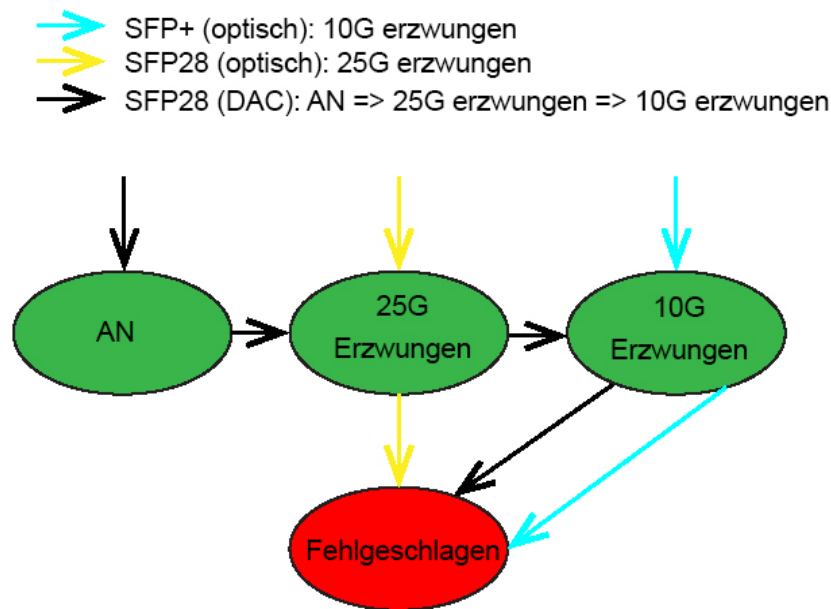 SFP+ (optisch): 10G erzwungen
SFP28 (optisch): 25G erzwungen
SFP28 (DAC): AN => 25G erzwungen => 10G erzwungen
AN
25G
Erzwungen
10G
Erzwungen
Fehlgeschlagen